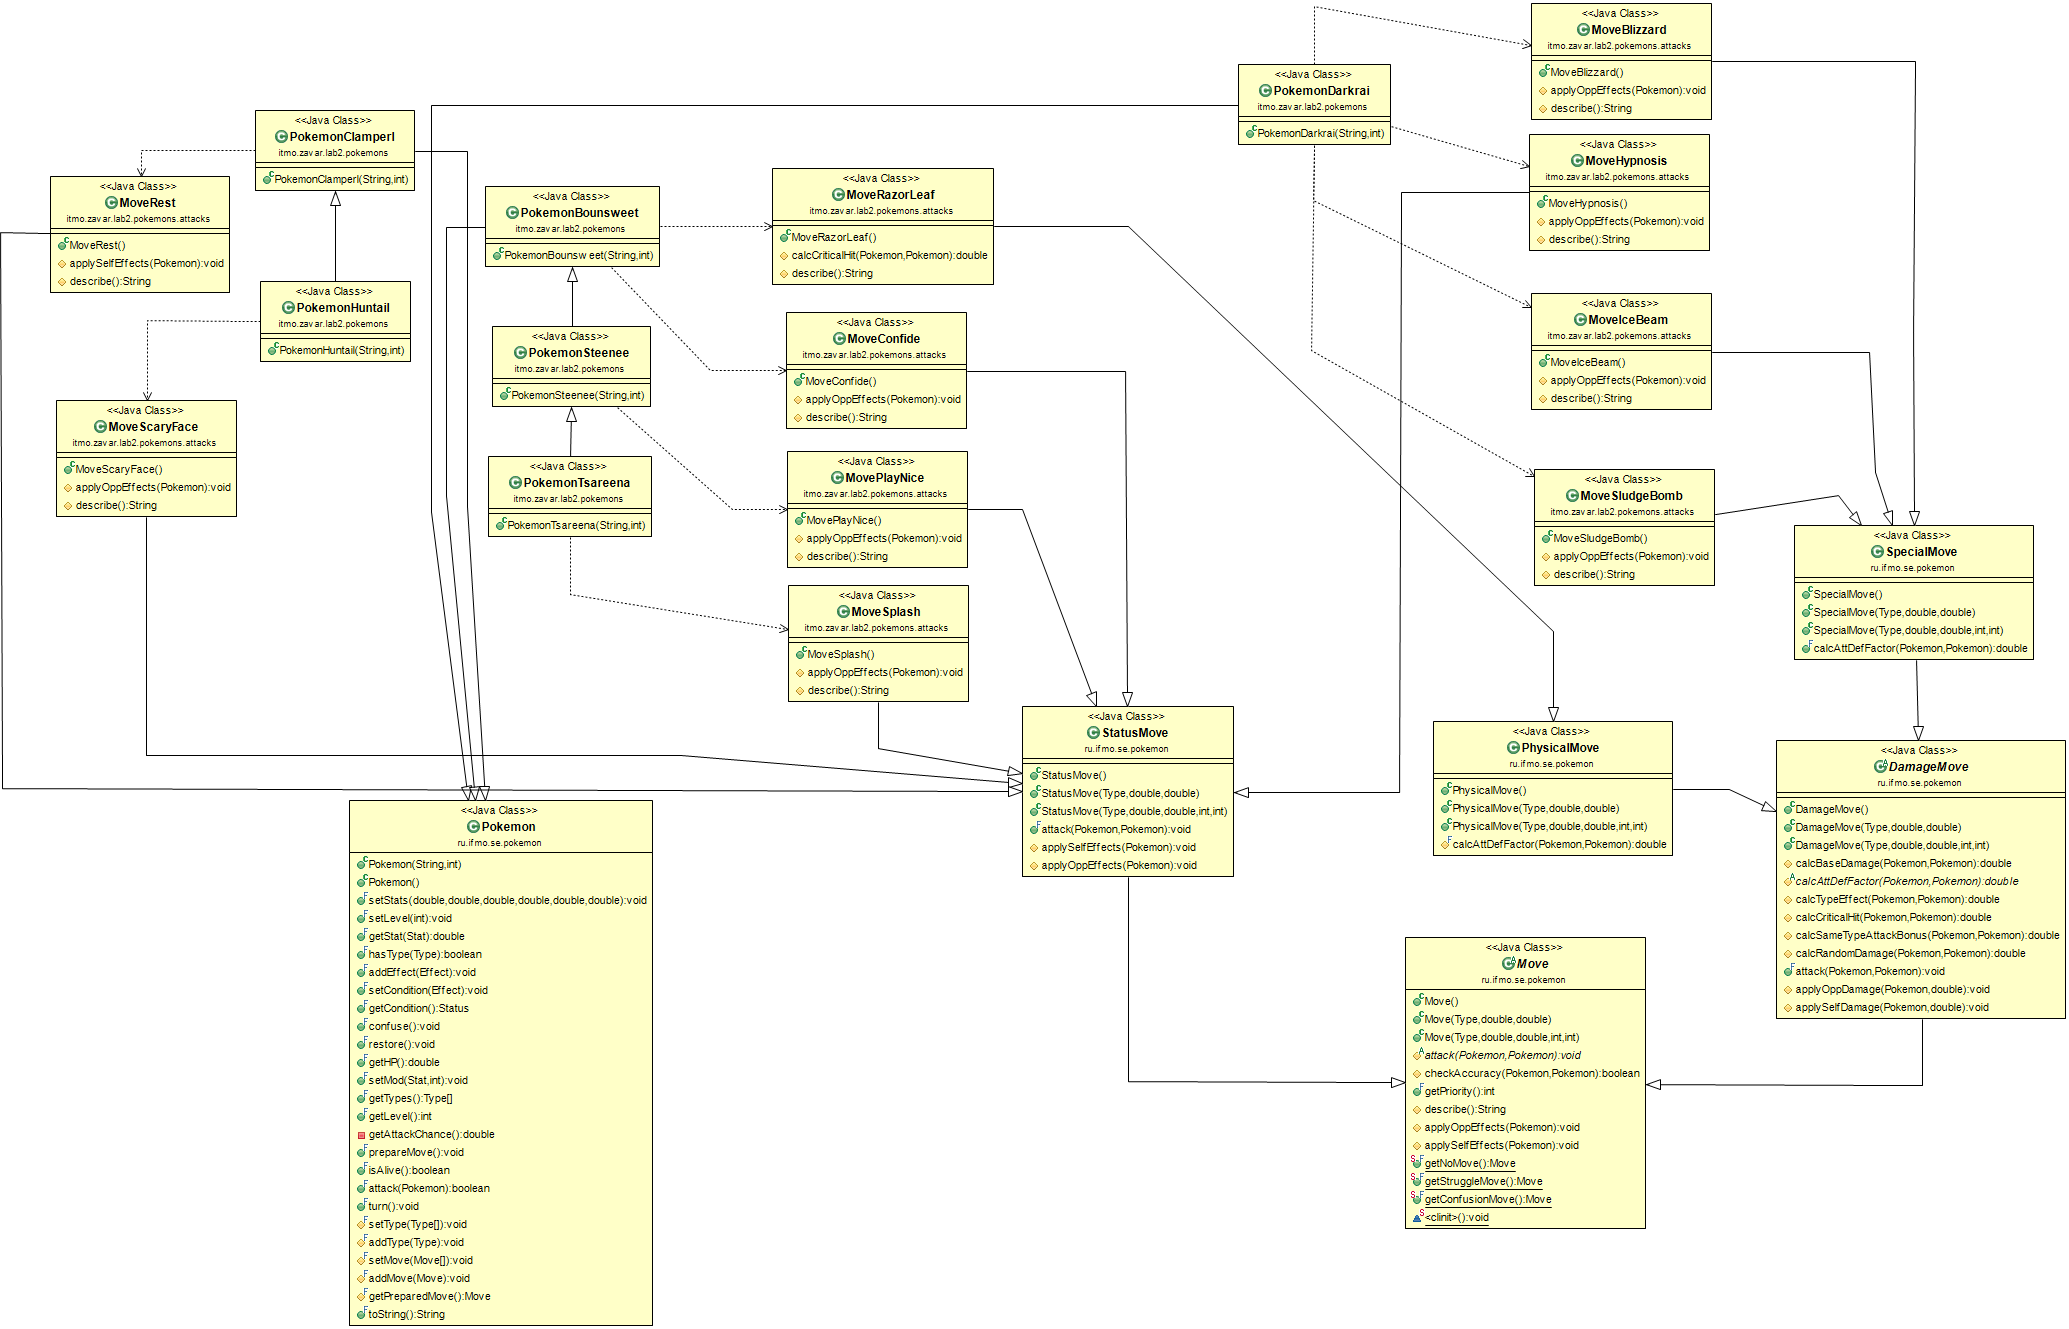 <<Java Class>>
MoveBlizzard
itmo.zavar.lab2.pokemons.attacks
MoveBlizzard()
applyOppEffects(Pokemon):void
describe():String
<<Java Class>>
PokemonDarkrai
itmo.zavar.lab2.pokemons
PokemonDarkrai(String,int)
<<Java Class>>
PokemonClamperl
itmo.zavar.lab2.pokemons
PokemonClamperl(String,int)
<<Java Class>>
MoveHypnosis
itmo.zavar.lab2.pokemons.attacks
MoveHypnosis()
applyOppEffects(Pokemon):void
describe():String
<<Java Class>>
MoveRest
itmo.zavar.lab2.pokemons.attacks
MoveRest()
applySelfEffects(Pokemon):void
describe():String
<<Java Class>>
PokemonBounsweet
itmo.zavar.lab2.pokemons
PokemonBounsweet(String,int)
<<Java Class>>
MoveRazorLeaf
itmo.zavar.lab2.pokemons.attacks
MoveRazorLeaf()
calcCriticalHit(Pokemon,Pokemon):double
describe():String
<<Java Class>>
PokemonHuntail
itmo.zavar.lab2.pokemons
PokemonHuntail(String,int)
<<Java Class>>
MoveIceBeam
itmo.zavar.lab2.pokemons.attacks
MoveIceBeam()
applyOppEffects(Pokemon):void
describe():String
<<Java Class>>
PokemonSteenee
itmo.zavar.lab2.pokemons
PokemonSteenee(String,int)
<<Java Class>>
MoveConfide
itmo.zavar.lab2.pokemons.attacks
MoveConfide()
applyOppEffects(Pokemon):void
describe():String
<<Java Class>>
MoveScaryFace
itmo.zavar.lab2.pokemons.attacks
MoveScaryFace()
applyOppEffects(Pokemon):void
describe():String
<<Java Class>>
PokemonTsareena
itmo.zavar.lab2.pokemons
PokemonTsareena(String,int)
<<Java Class>>
MovePlayNice
itmo.zavar.lab2.pokemons.attacks
MovePlayNice()
applyOppEffects(Pokemon):void
describe():String
<<Java Class>>
MoveSludgeBomb
itmo.zavar.lab2.pokemons.attacks
MoveSludgeBomb()
applyOppEffects(Pokemon):void
describe():String
<<Java Class>>
SpecialMove
ru.ifmo.se.pokemon
SpecialMove()
SpecialMove(Type,double,double)
SpecialMove(Type,double,double,int,int)
calcAttDefFactor(Pokemon,Pokemon):double
<<Java Class>>
MoveSplash
itmo.zavar.lab2.pokemons.attacks
MoveSplash()
applyOppEffects(Pokemon):void
describe():String
<<Java Class>>
StatusMove
ru.ifmo.se.pokemon
StatusMove()
StatusMove(Type,double,double)
StatusMove(Type,double,double,int,int)
attack(Pokemon,Pokemon):void
applySelfEffects(Pokemon):void
applyOppEffects(Pokemon):void
<<Java Class>>
PhysicalMove
ru.ifmo.se.pokemon
PhysicalMove()
PhysicalMove(Type,double,double)
PhysicalMove(Type,double,double,int,int)
calcAttDefFactor(Pokemon,Pokemon):double
<<Java Class>>
DamageMove
ru.ifmo.se.pokemon
DamageMove()
DamageMove(Type,double,double)
DamageMove(Type,double,double,int,int)
calcBaseDamage(Pokemon,Pokemon):double
calcAttDefFactor(Pokemon,Pokemon):double
calcTypeEffect(Pokemon,Pokemon):double
calcCriticalHit(Pokemon,Pokemon):double
calcSameTypeAttackBonus(Pokemon,Pokemon):double
calcRandomDamage(Pokemon,Pokemon):double
attack(Pokemon,Pokemon):void
applyOppDamage(Pokemon,double):void
applySelfDamage(Pokemon,double):void
<<Java Class>>
Pokemon
ru.ifmo.se.pokemon
Pokemon(String,int)
Pokemon()
setStats(double,double,double,double,double,double):void
setLevel(int):void
getStat(Stat):double
hasType(Type):boolean
addEffect(Effect):void
setCondition(Effect):void
getCondition():Status
confuse():void
restore():void
getHP():double
setMod(Stat,int):void
getTypes():Type[]
getLevel():int
getAttackChance():double
prepareMove():void
isAlive():boolean
attack(Pokemon):boolean
turn():void
setType(Type[]):void
addType(Type):void
setMove(Move[]):void
addMove(Move):void
getPreparedMove():Move
toString():String
<<Java Class>>
Move
ru.ifmo.se.pokemon
Move()
Move(Type,double,double)
Move(Type,double,double,int,int)
attack(Pokemon,Pokemon):void
checkAccuracy(Pokemon,Pokemon):boolean
getPriority():int
describe():String
applyOppEffects(Pokemon):void
applySelfEffects(Pokemon):void
getNoMove():Move
getStruggleMove():Move
getConfusionMove():Move
<clinit>():void